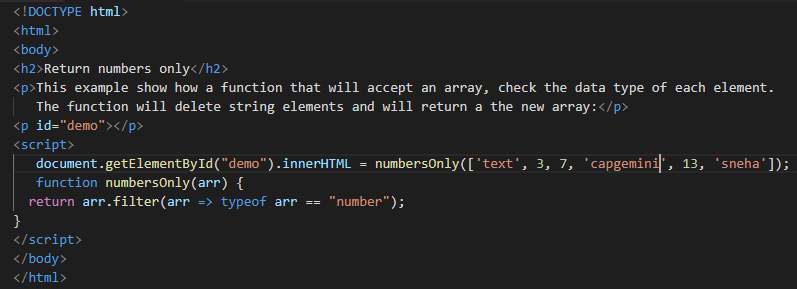 <!DOCTYPE html>
<html>
<body>
<h2>Return numbers only</h2>
<p>This example show how a function that will accept an array, check the data type of each element.
The function will delete string elements and will return a the new array:</p>
<p id="demo"></p>
<script>
document.getElementById("demo").innerHTML = numbersOnly(['text', 3, 7, 'capgemini', 13, 'sneha']);
function numbersOnly(arr) {
return arr.filter(arr => typeof arr == "number");
}
</script>
</body>
</html>